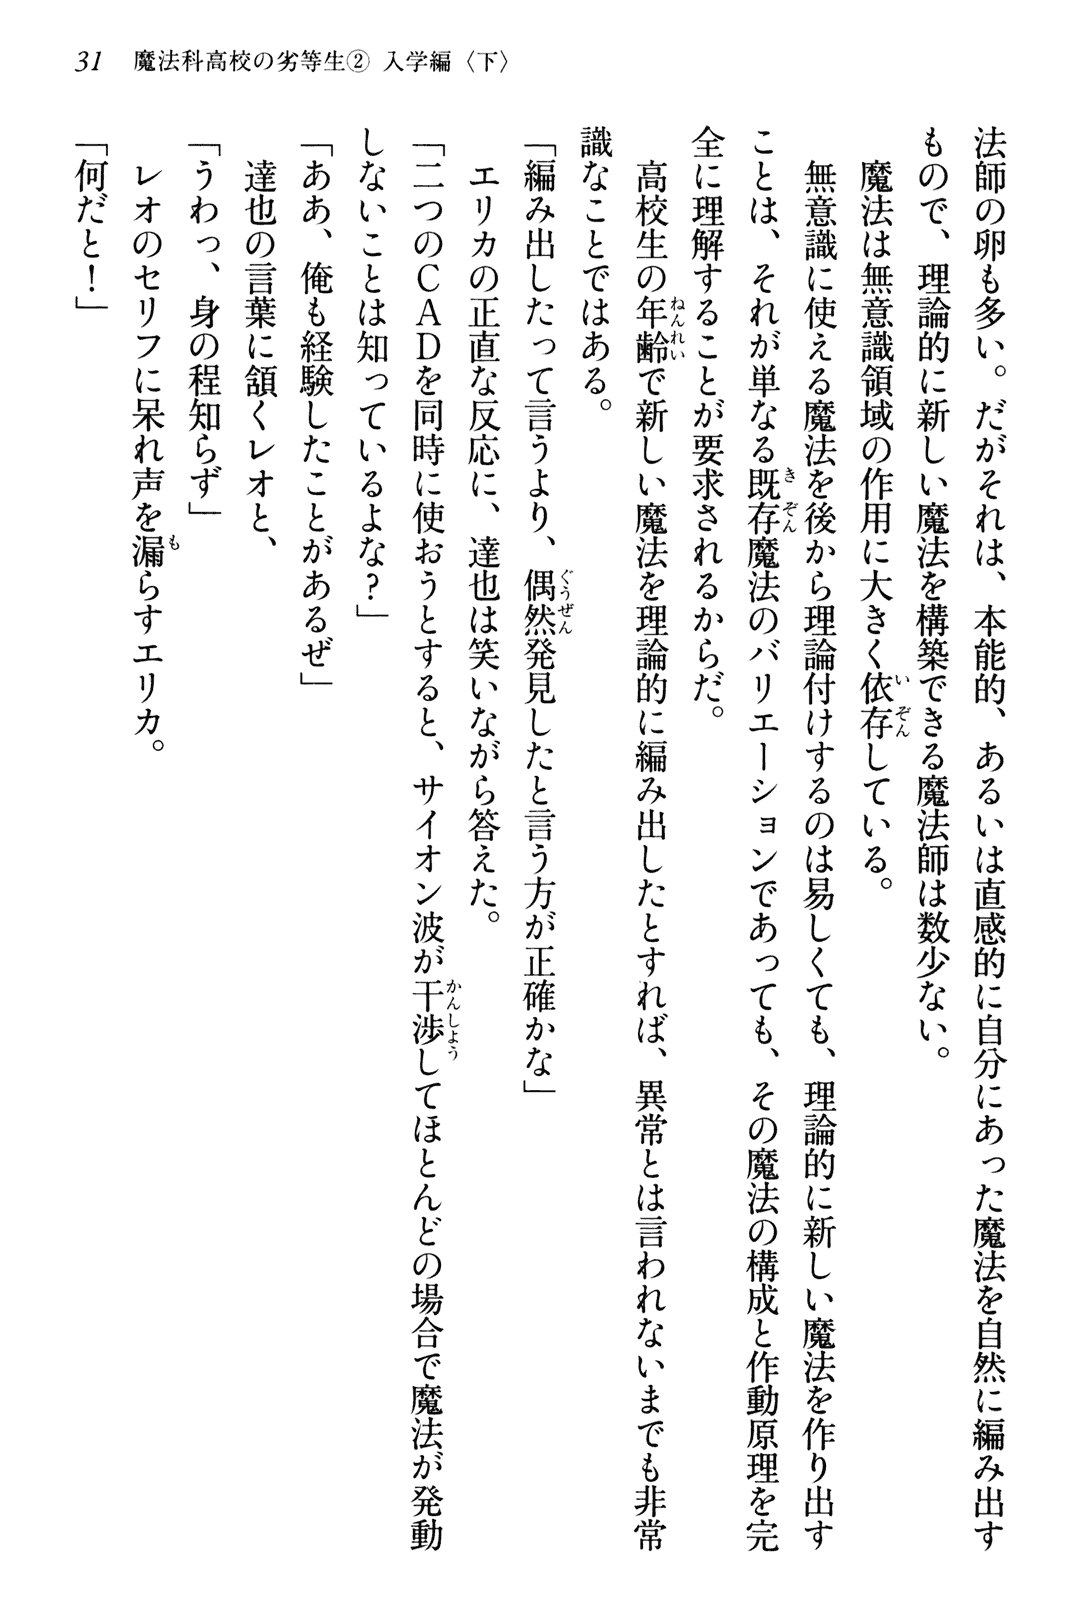 31 魔法科高校の劣等生② 入学編〈下〉
法師の卵も多い。だがそれは、本能的、あるいは直感的に自分にあった魔法を自然に編み出す
もので、理論的に新しい魔法を構築できる魔法師は数少ない。
魔法は無意識領域の作用に大きく依存している。
無意識に使える魔法を後から理論付けするのは易しくても、理論的に新しい魔法を作り出す
ことは、それが単なる既存魔法のバリエーションであっても、その魔法の構成と作動原理を完
全に理解することが要求されるからだ。
高校生の年齢で新しい魔法を理論的に編み出したとすれば、異常とは言われないまでも非常
識なことではある。
「編み出したって言うより、偶然発見したと言う方が正確かな」
エリカの正直な反応に、達也は笑いながら答えた。
「二つのＣＡＤを同時に使おうとすると、サイオン波が干渉してほとんどの場合で魔法が発動
しないことは知っているよな？」
「ああ、俺も経験したことがあるぜ」
達也の言葉に頷くレオと、
「うわっ、身の程知らず」
レオのセリフに呆れ声を漏らすエリカ。
「何だと！」